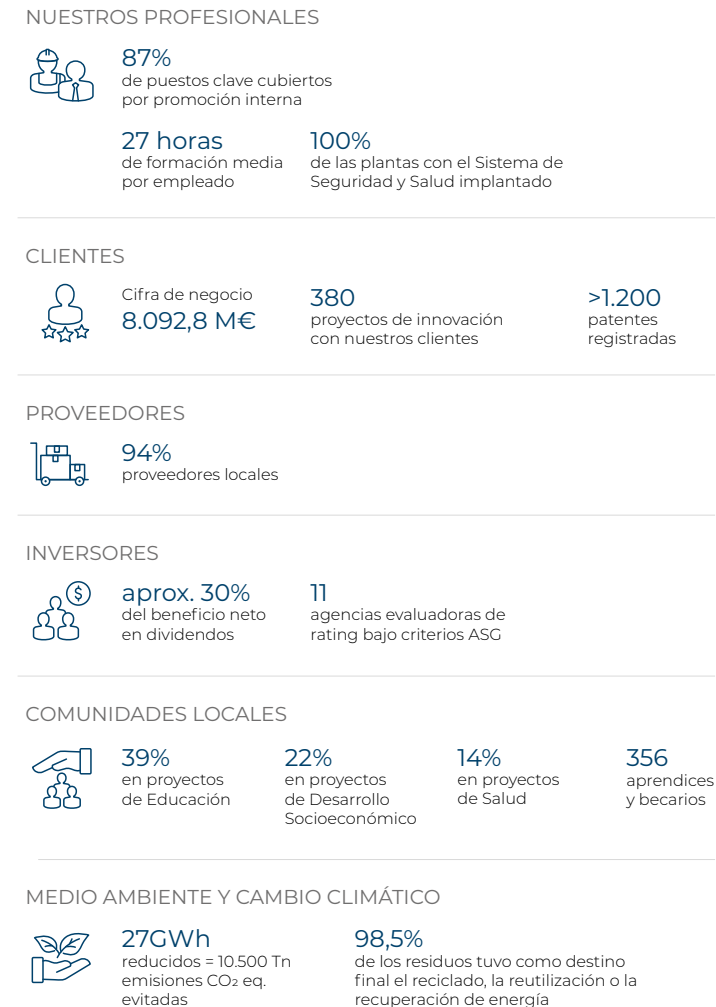 NUESTROS PROFESIONALES
87%
de puestos clave cubiertos
por promoción interna
27 horas
de formación media
por empleado
100%
de las plantas con el Sistema de
Seguridad y Salud implantado
CLIENTES
Cifra de negocio
8.092,8 M€
380
proyectos de innovación
con nuestros clientes
>1.200
patentes
registradas
PROVEEDORES
94%
proveedores locales
INVERSORES
$
aprox. 30%
del beneficio neto
en dividendos
11
agencias evaluadoras de
rating bajo criterios ASG
COMUNIDADES LOCALES
39%
en proyectos
de Educación
22%
en proyectos
de Desarrollo
Socioeconómico
14%
en proyectos
de Salud
356
aprendices
y becarios
MEDIO AMBIENTE Y CAMBIO CLIMÁTICO
27GWh
reducidos = 10.500 Tn
emisiones CO₂ eq.
evitadas
98,5%
de los residuos tuvo como destino
final el reciclado, la reutilización o la
recuperación de energía